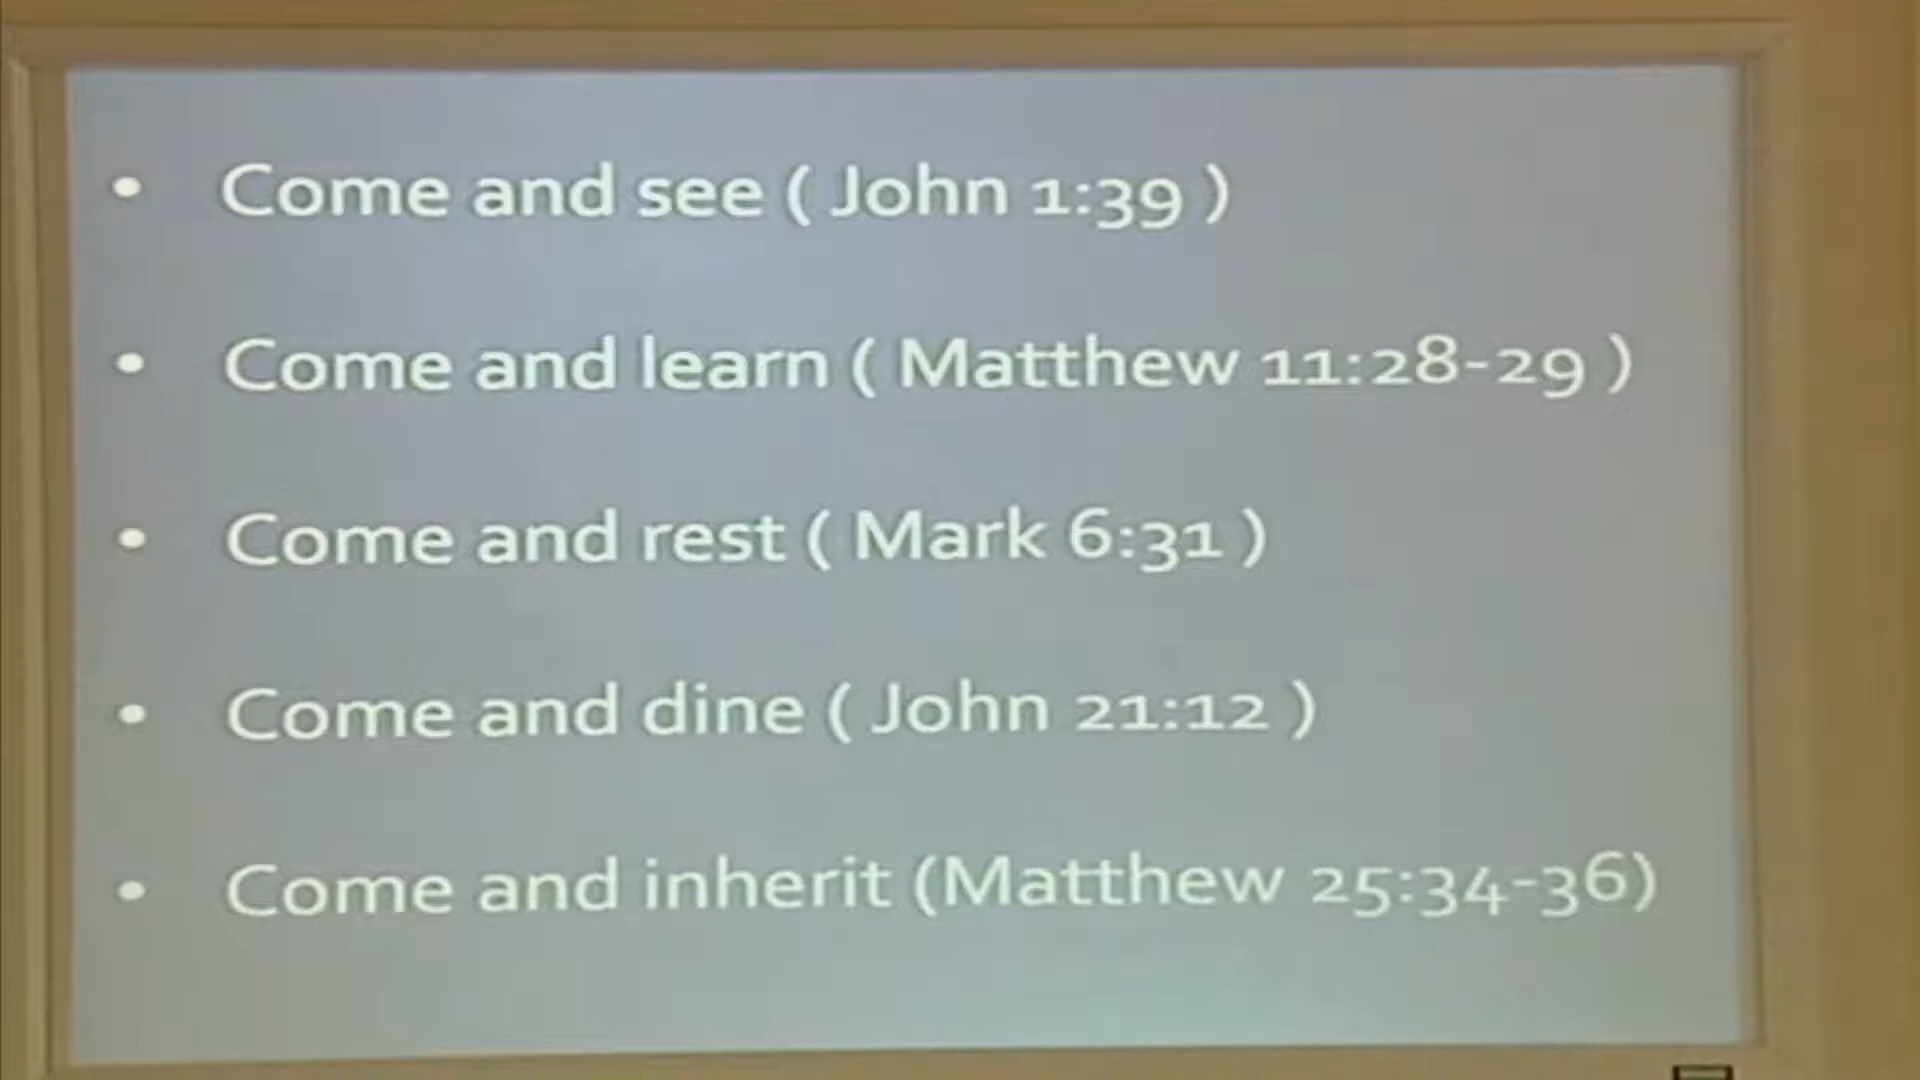 • Come and see ( John 1:39 )
• Come and learn ( Matthew 11:28-29 )
• Come and rest ( Mark 6:31 )
• Come and dine ( John 21:12 )
• Come and inherit (Matthew 25:34-36)